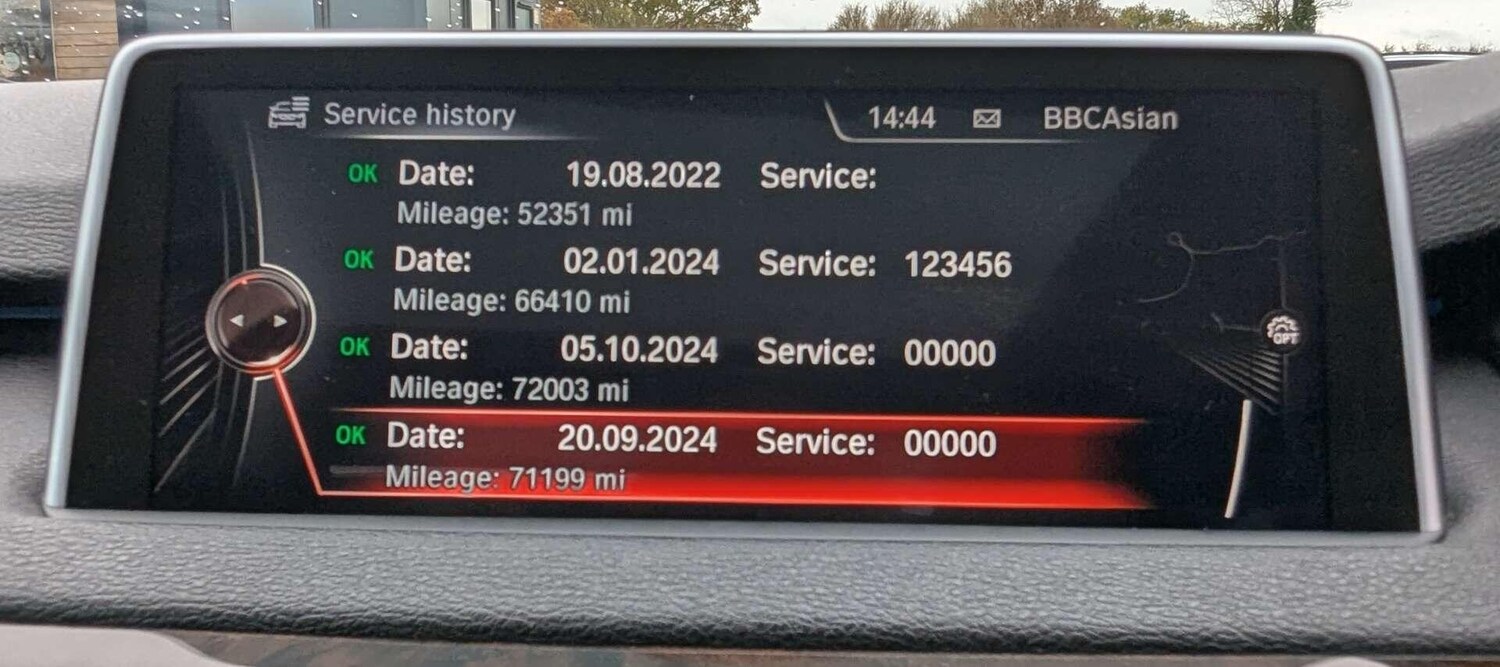 Service history
14:44 BBCAsian
OK Date: 19.08.2022 Service:
Mileage: 52351 mi
OK Date: 02.01.2024 Service: 123456
Mileage: 66410 mi
OK Date: 05.10.2024 Service: 00000
Mileage: 72003 mi
OPT
OK Date: 20.09.2024 Service: 00000
Mileage: 71199 mi